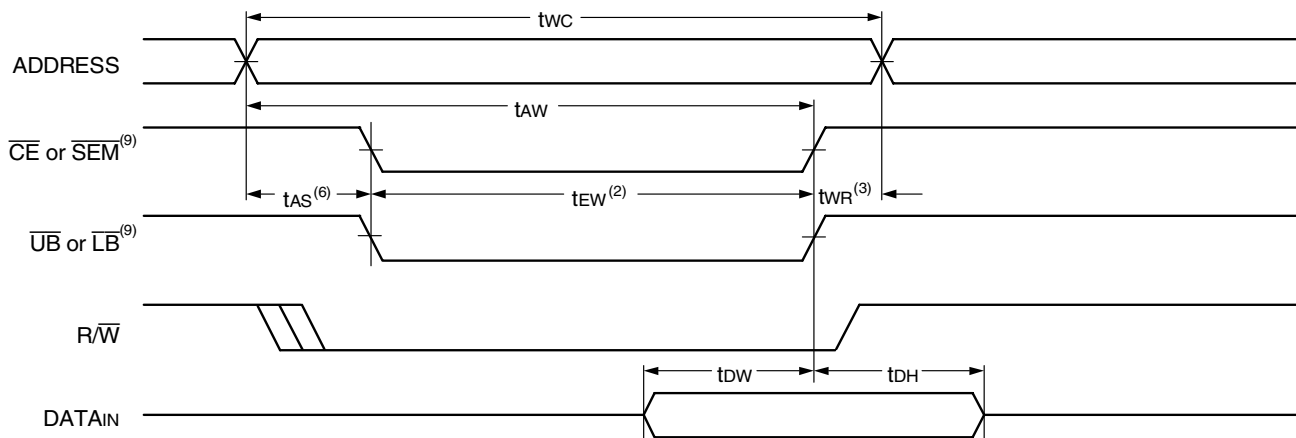 tWC
ADDRESS
tAW
CE or SEM(9)
tAS(6) tEW(2) tWR(3)
UB or LB(9)
R/W
tDW tDH
DATAIN